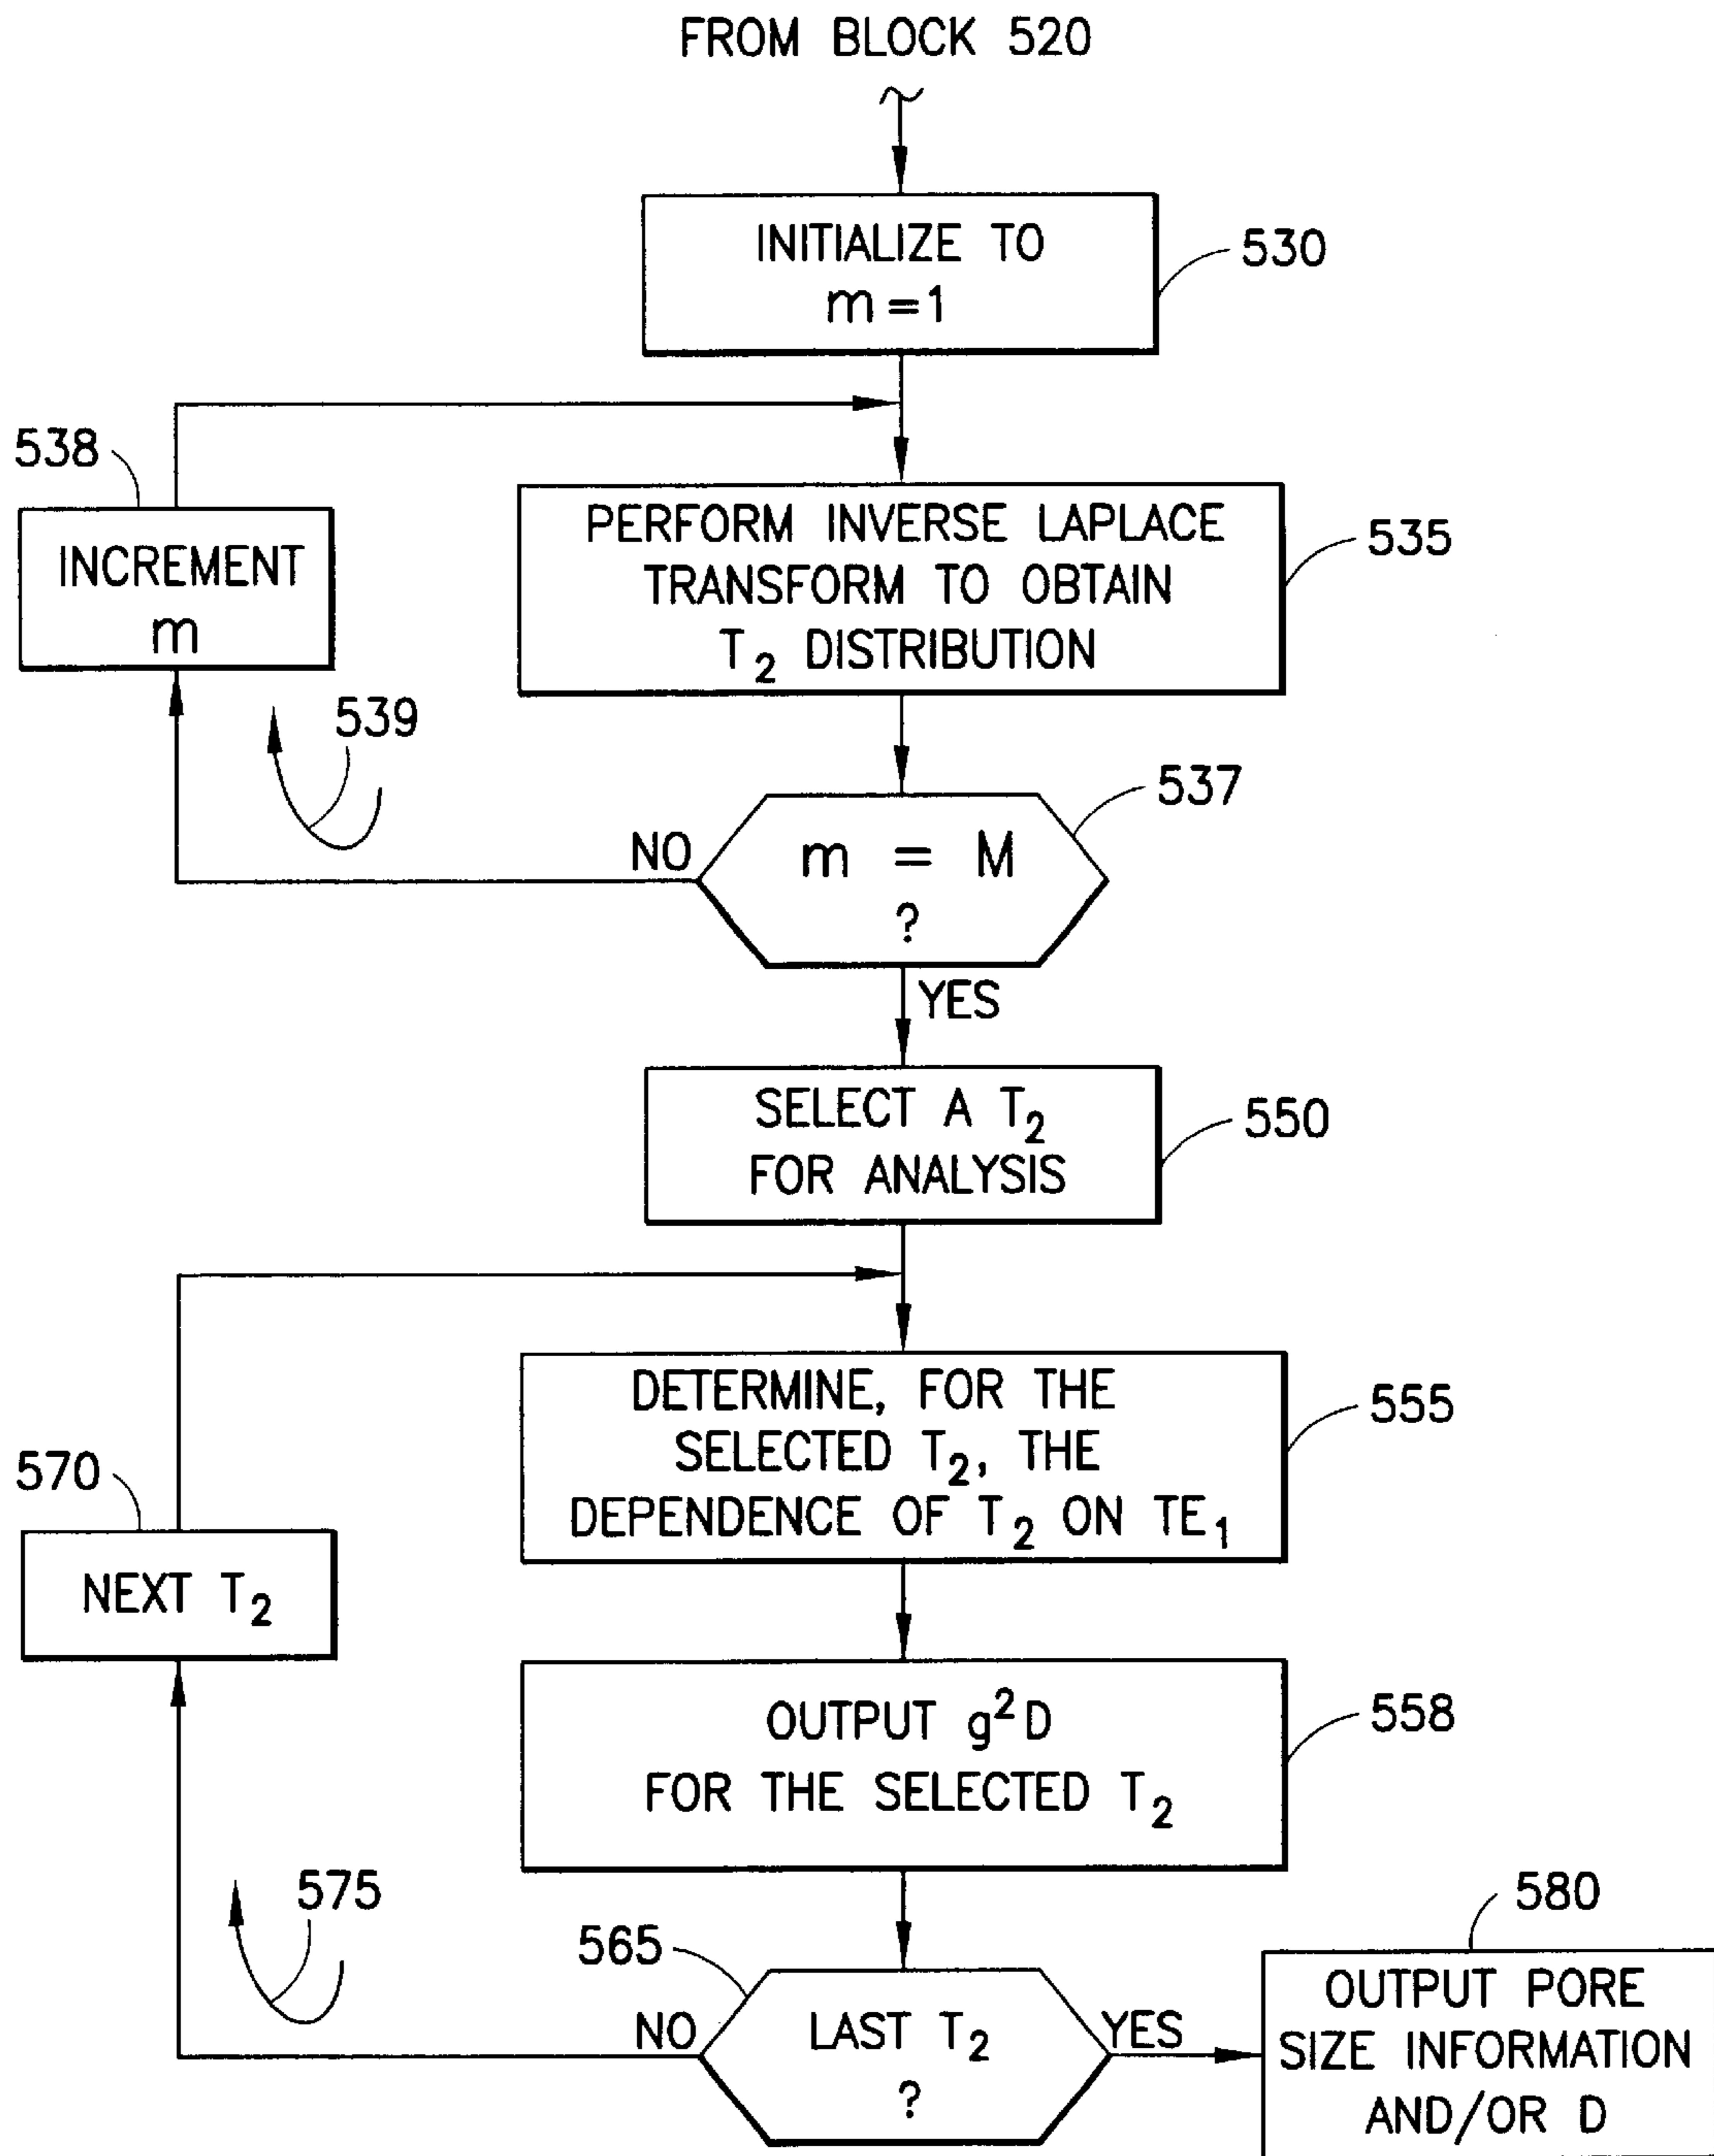 FROM BLOCK 520
INITIALIZE TO
m = 1
530
538
INCREMENT
m
PERFORM INVERSE LAPLACE
TRANSFORM TO OBTAIN
T₂ DISTRIBUTION
535
539
537
NO
m = M
?
YES
SELECT A T₂
FOR ANALYSIS
550
DETERMINE, FOR THE
SELECTED T₂, THE
DEPENDENCE OF T₂ ON TE₁
555
570
NEXT T₂
OUTPUT g²D
FOR THE SELECTED T₂
558
575
565
NO
LAST T₂
?
YES
580
OUTPUT PORE
SIZE INFORMATION
AND/OR D